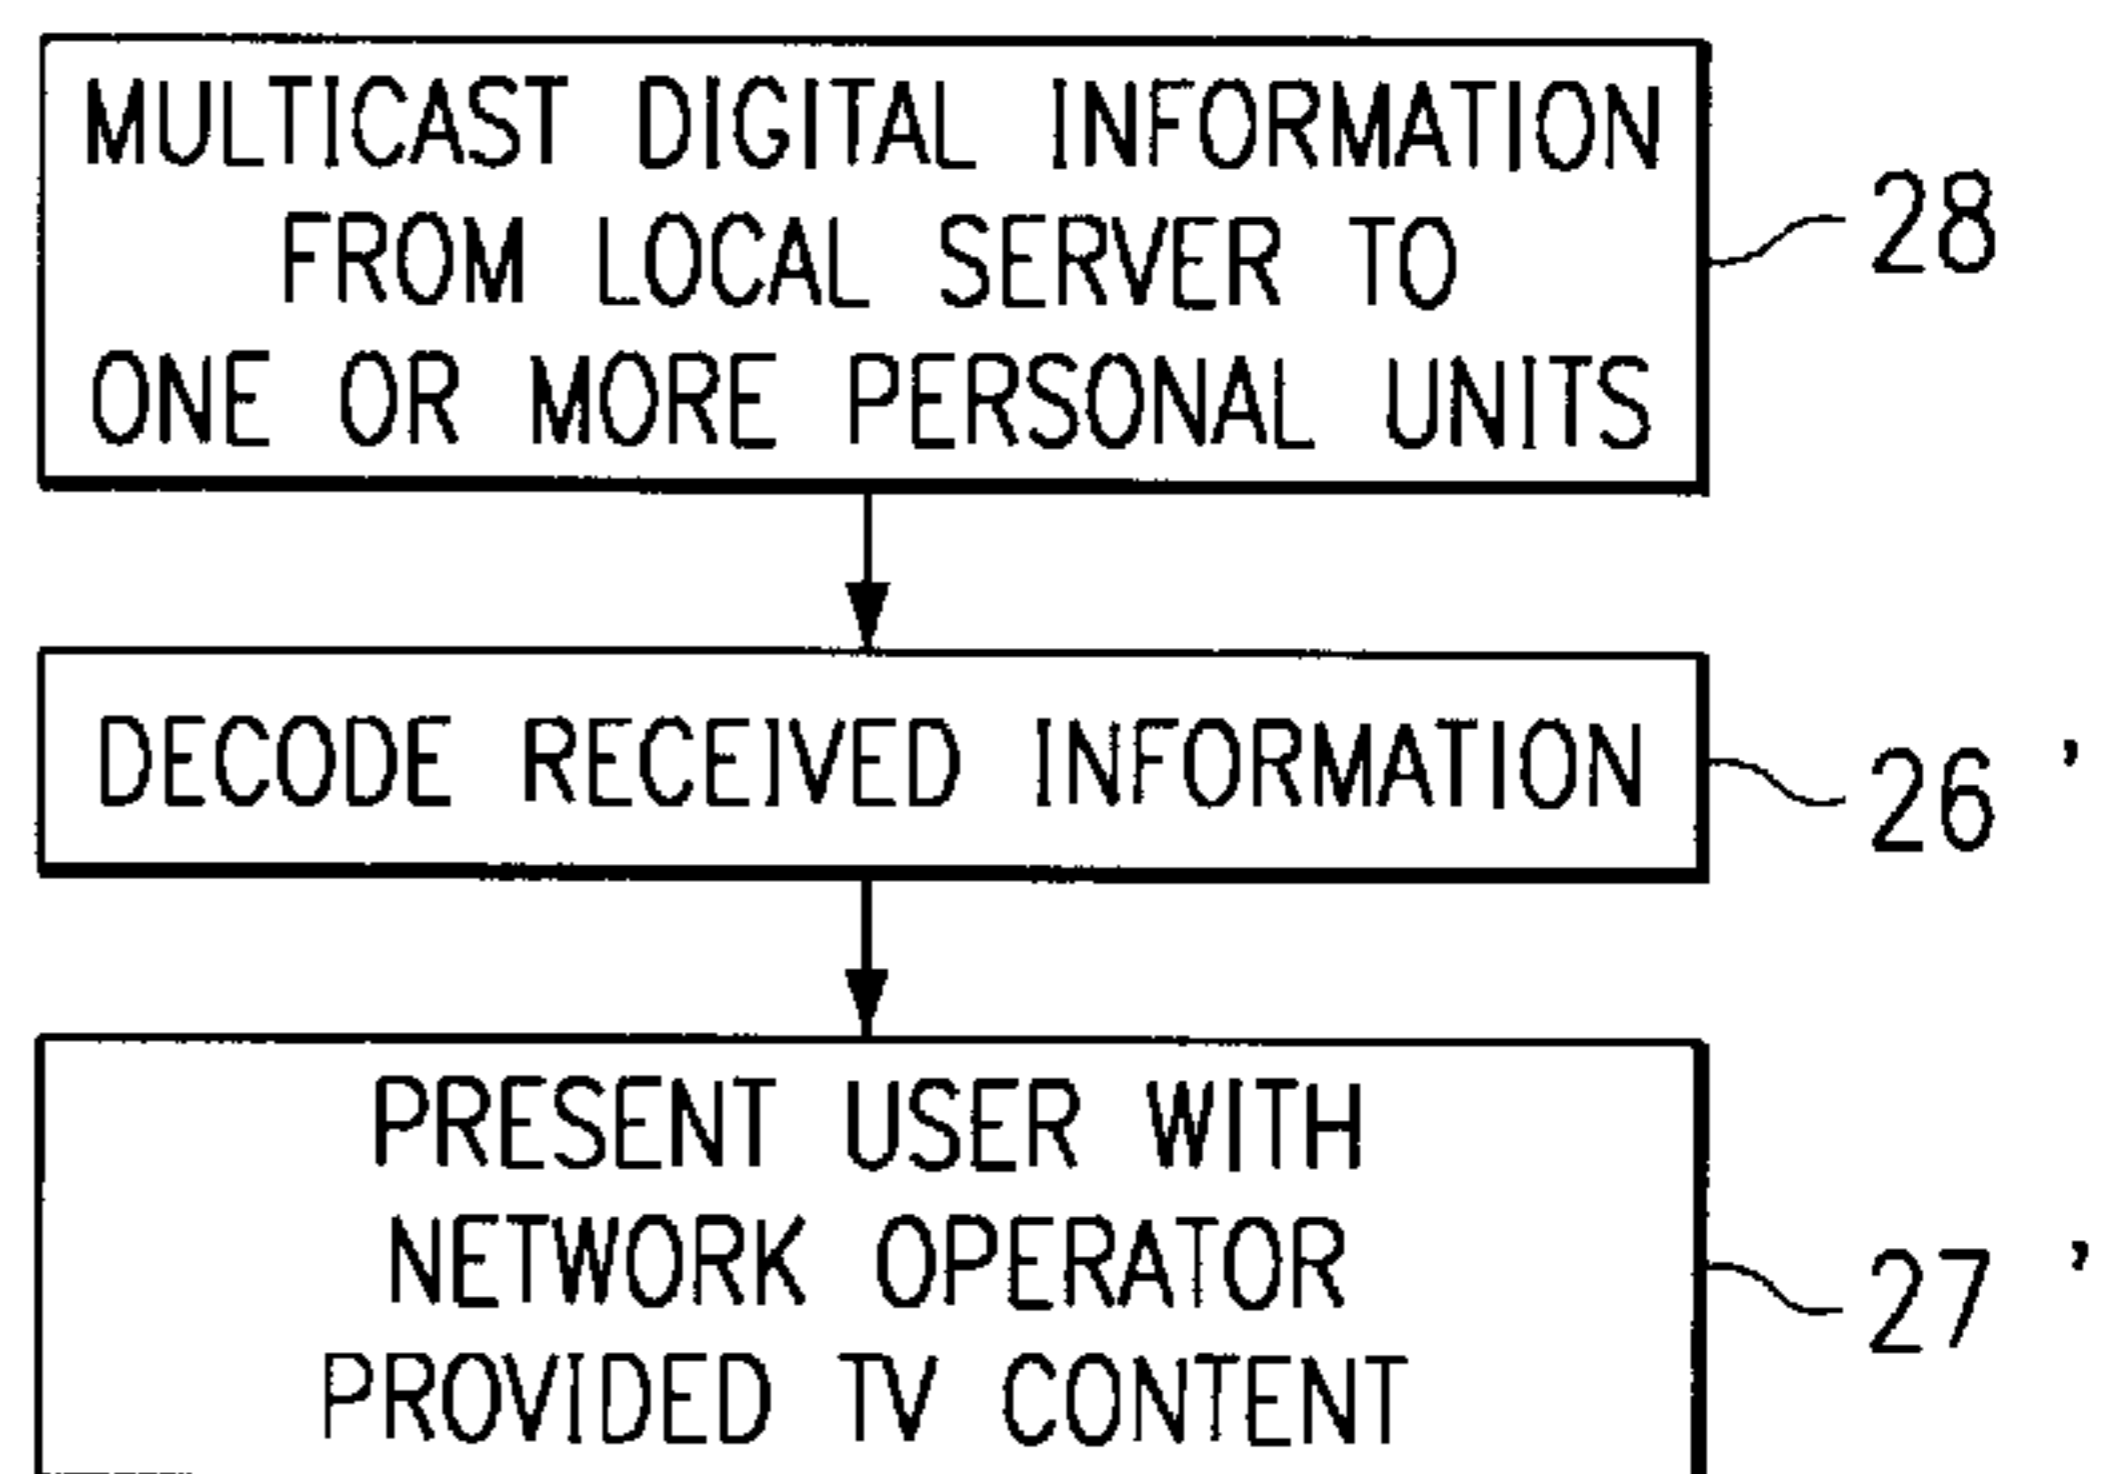 MULTICAST DIGITAL INFORMATION
FROM LOCAL SERVER TO
ONE OR MORE PERSONAL UNITS
28
DECODE RECEIVED INFORMATION
26'
PRESENT USER WITH
NETWORK OPERATOR
PROVIDED TV CONTENT
27'